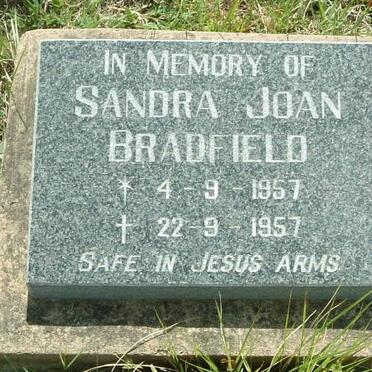 IN MEMORY OF
SANDRA JOAN
BRADFIELD
* 4-9-1957
† 22-9-1957
SAFE IN JESUS ARMS